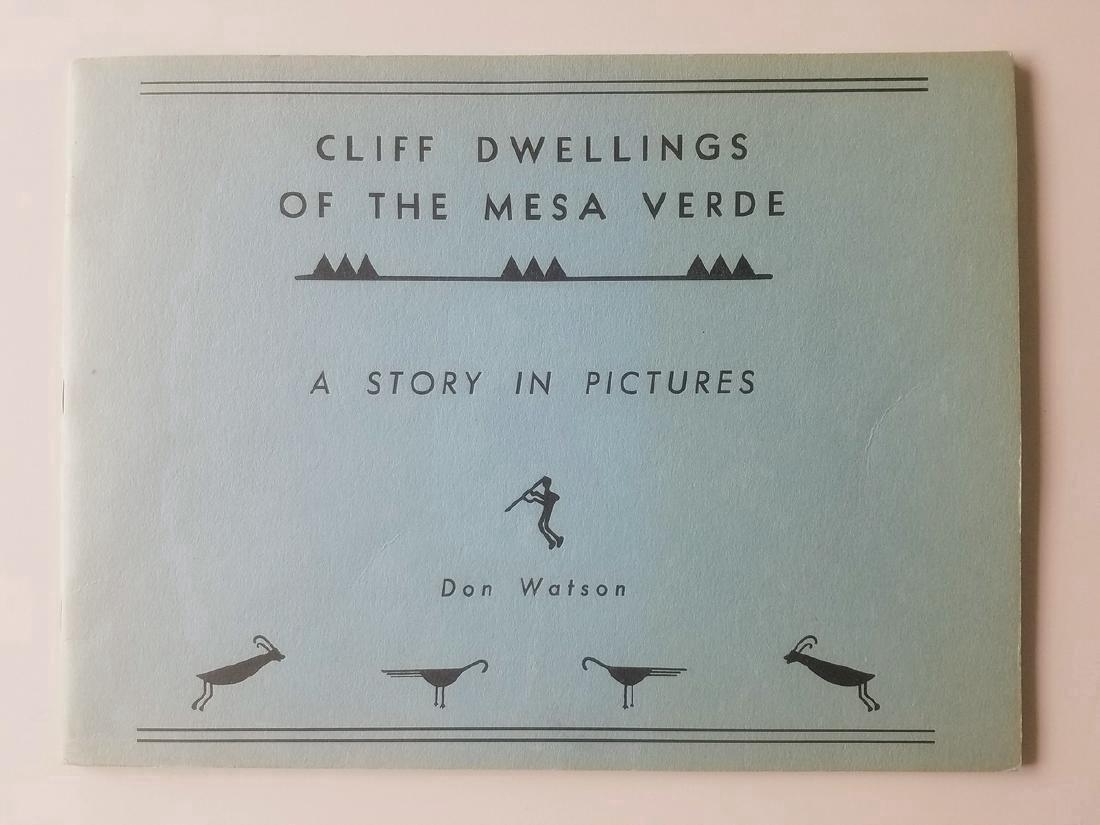 CLIFF DWELLINGS
OF THE MESA VERDE
A STORY IN PICTURES
Don Watson